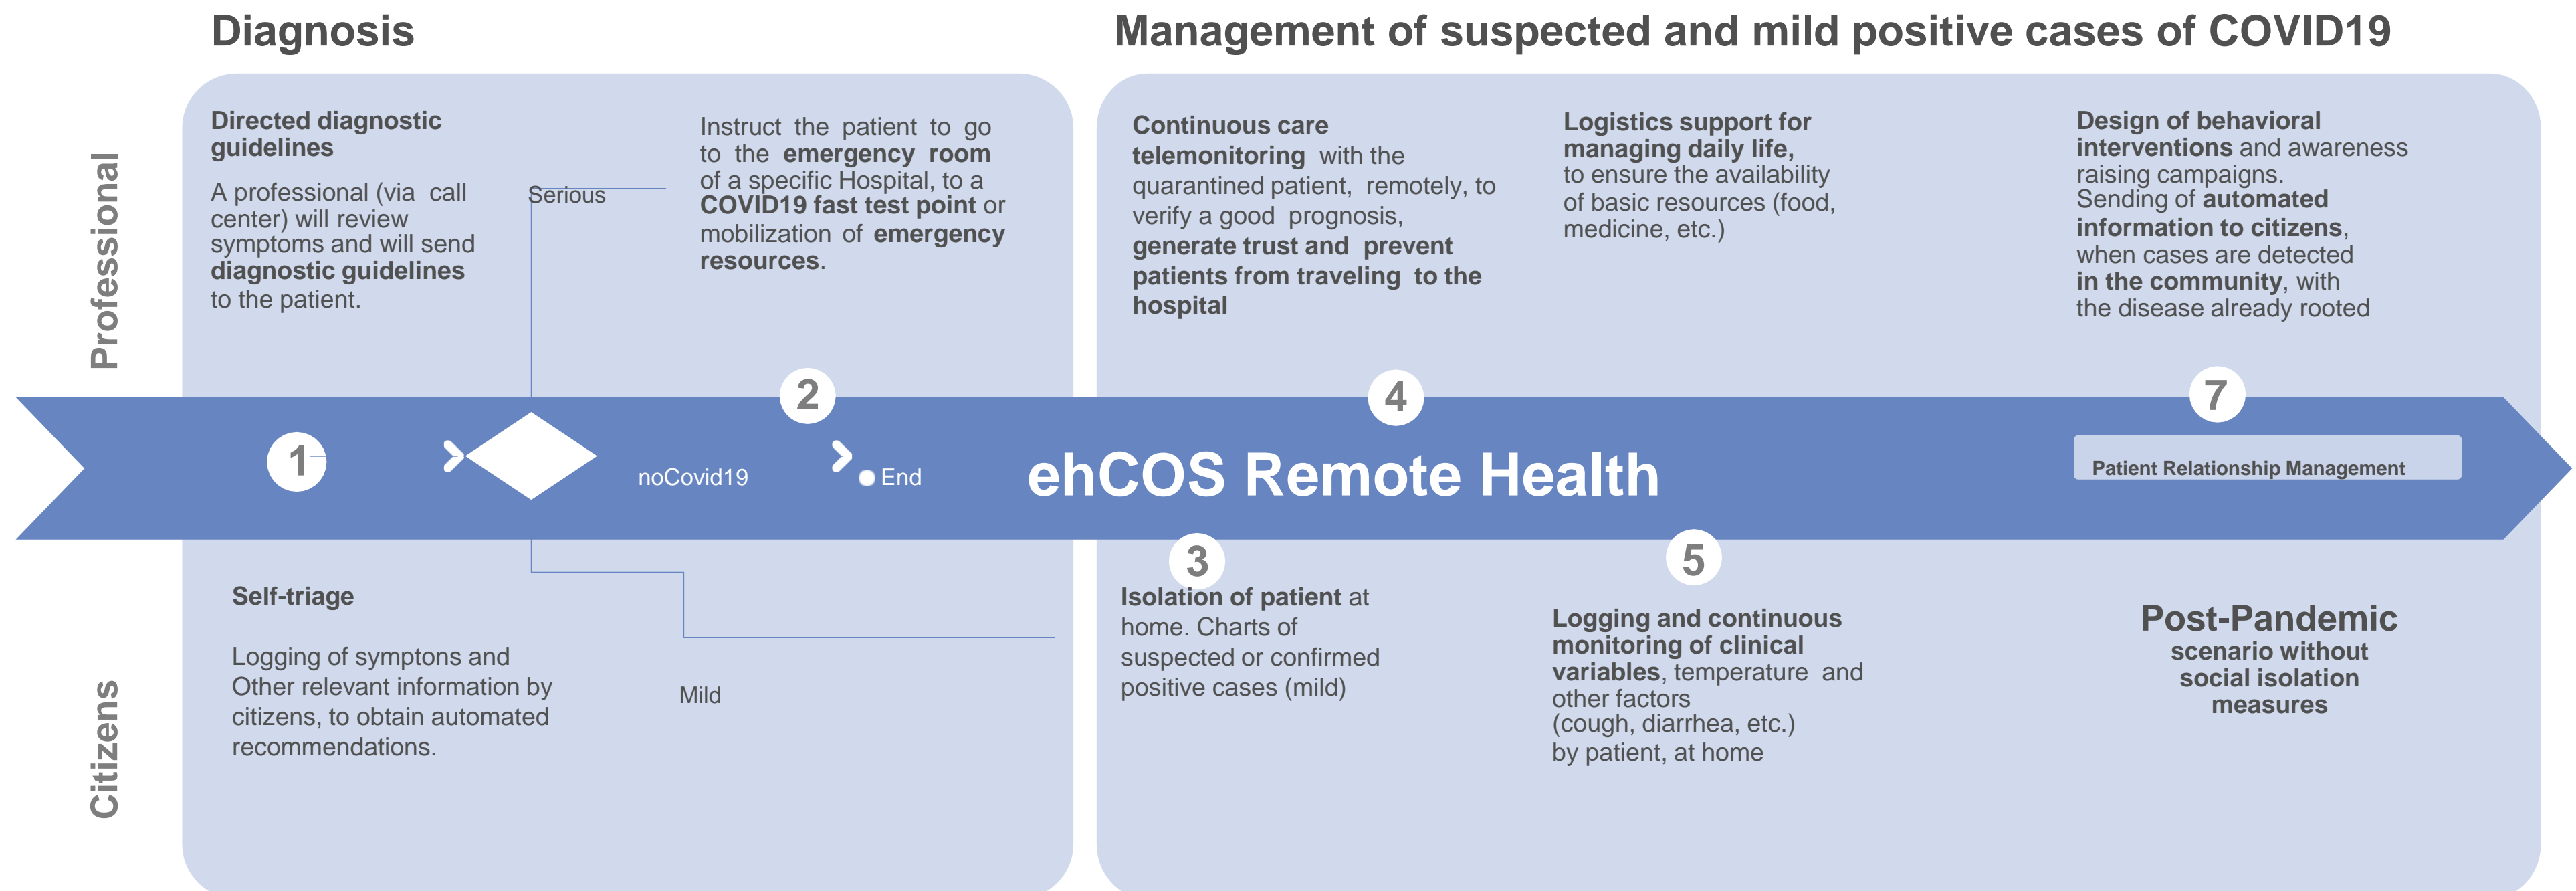 Diagnosis
Management of suspected and mild positive cases of COVID19
Professional
Directed diagnostic
guidelines
A professional (via call
center) will review
symptoms and will send
diagnostic guidelines
to the patient.
Serious
Instruct the patient to go
to the emergency room
of a specific Hospital, to a
COVID19 fast test point or
mobilization of emergency
resources.
Continuous care
telemonitoring with the
quarantined patient, remotely, to
verify a good prognosis,
generate trust and prevent
patients from traveling to the
hospital
Logistics support for
managing daily life,
to ensure the availability
of basic resources (food,
medicine, etc.)
Design of behavioral
interventions and awareness
raising campaigns.
Sending of automated
information to citizens,
when cases are detected
in the community, with
the disease already rooted
2
4
7
1
noCovid19
End
ehCOS Remote Health
Patient Relationship Management
3
5
Citizens
Self-triage
Logging of symptons and
Other relevant information by
citizens, to obtain automated
recommendations.
Mild
Isolation of patient at
home. Charts of
suspected or confirmed
positive cases (mild)
Logging and continuous
monitoring of clinical
variables, temperature and
other factors
(cough, diarrhea, etc.)
by patient, at home
Post-Pandemic
scenario without
social isolation
measures